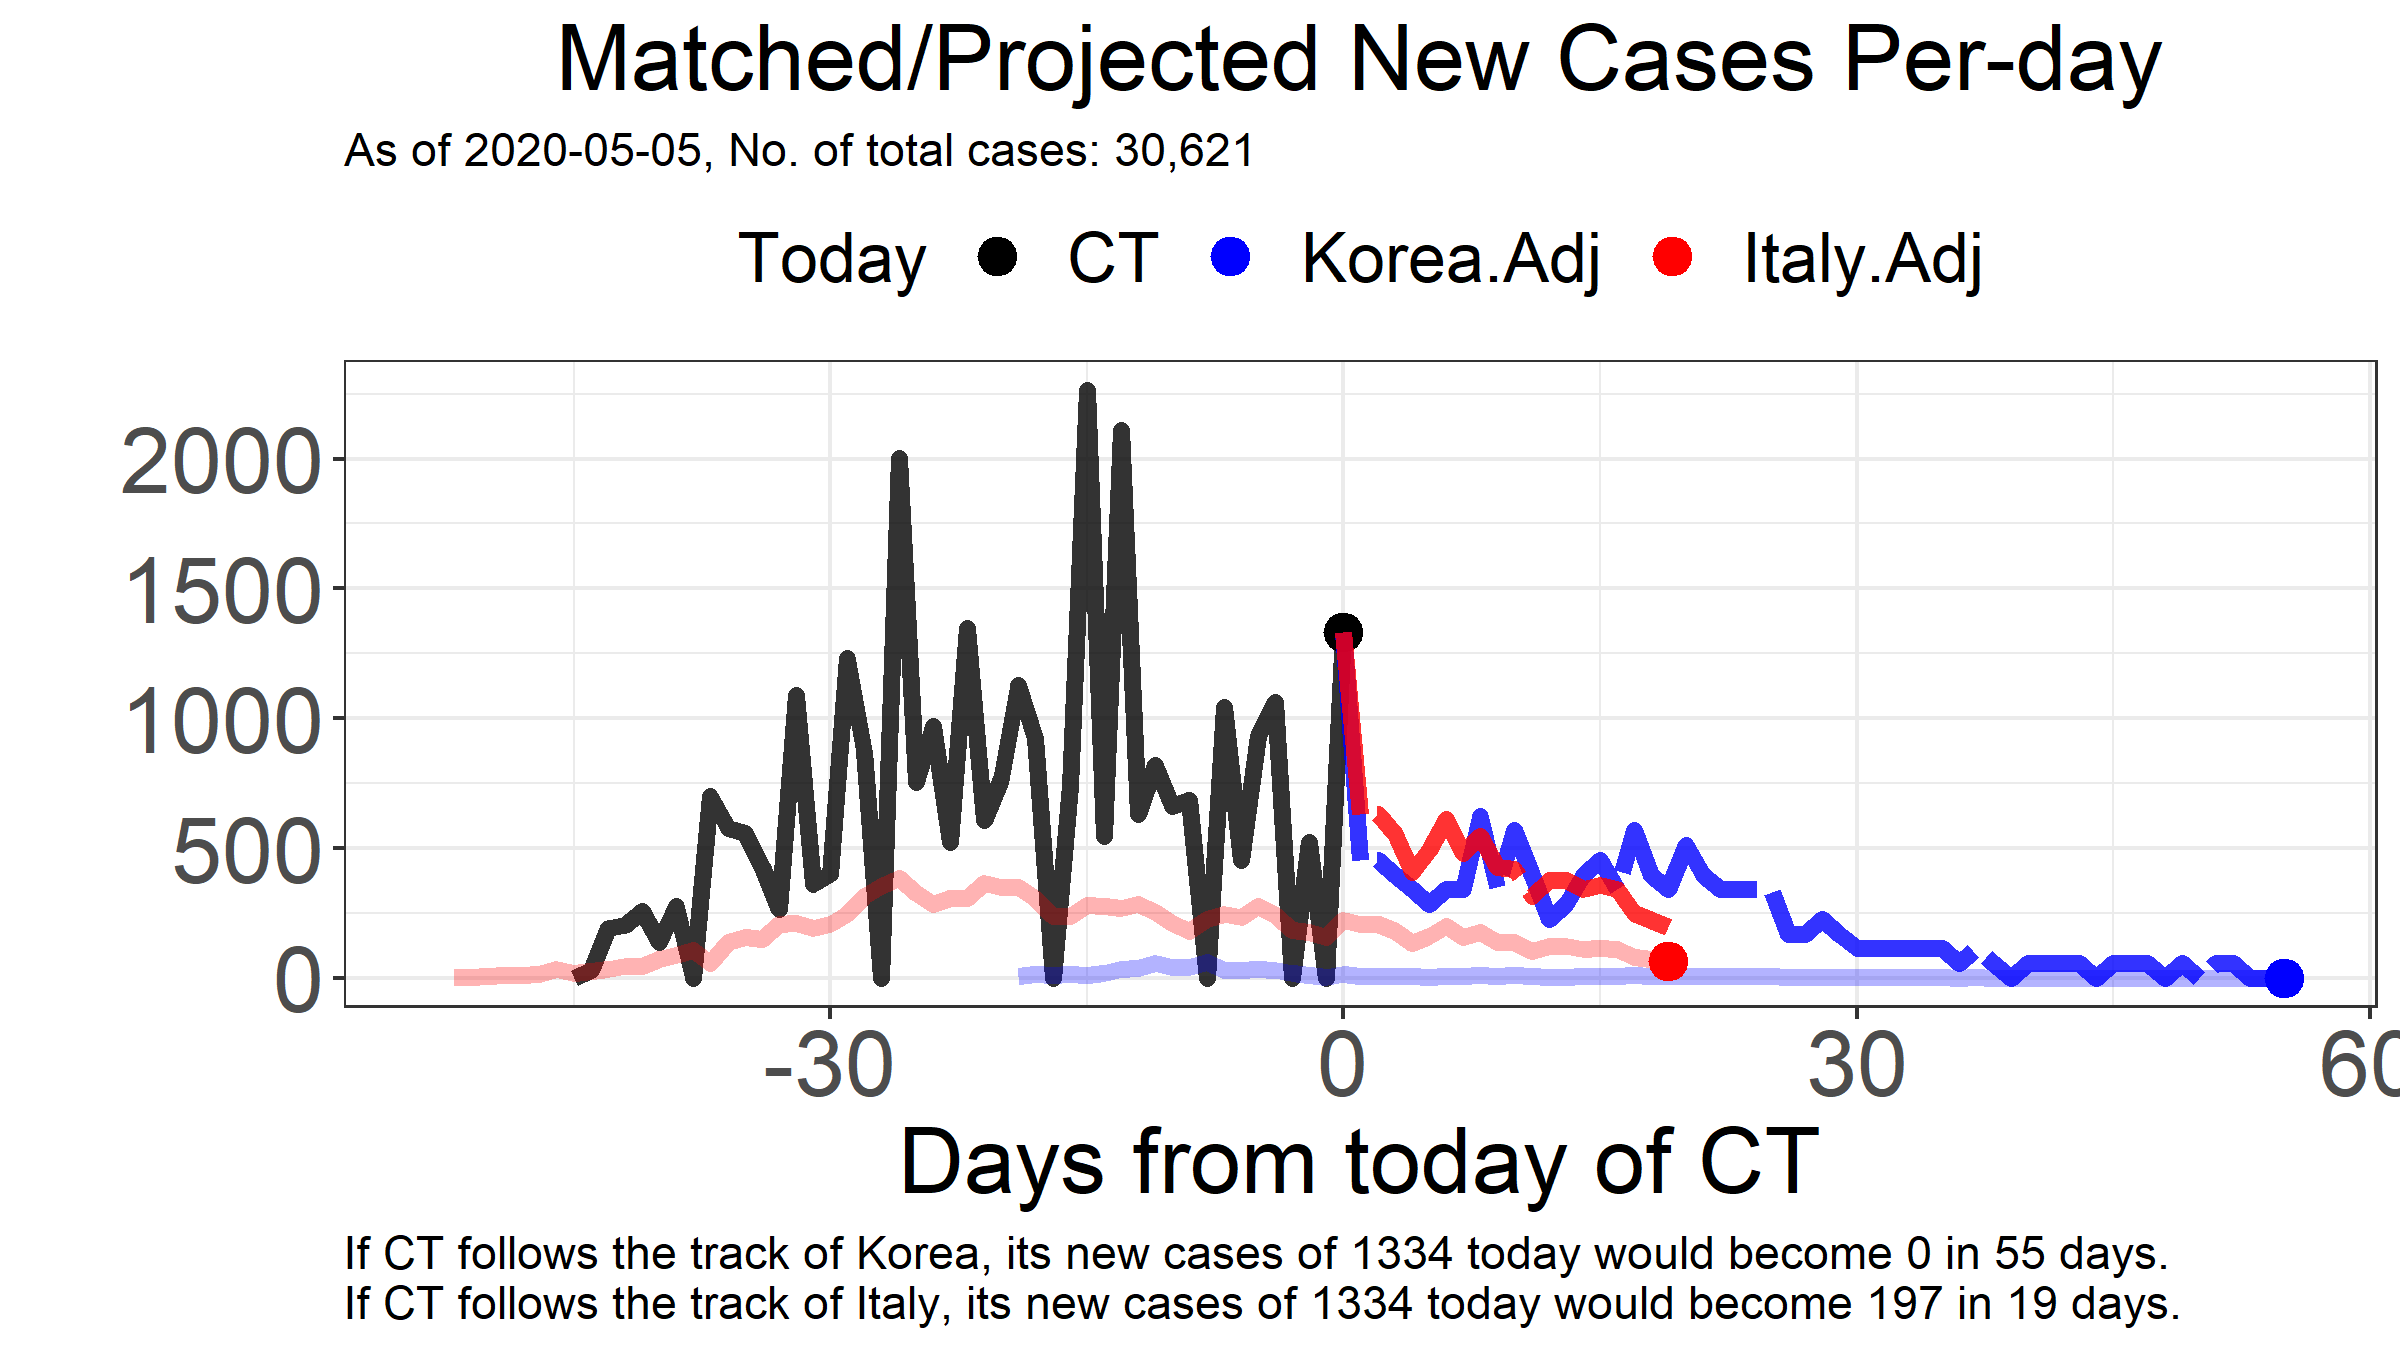 Matched/Projected New Cases Per-day
As of 2020-05-05, No. of total cases: 30,621
Today CT Korea.Adj Italy.Adj
2000
1500
1000
500
0
-30 0 30 60
Days from today of CT
If CT follows the track of Korea, its new cases of 1334 today would become 0 in 55 days.
If CT follows the track of Italy, its new cases of 1334 today would become 197 in 19 days.